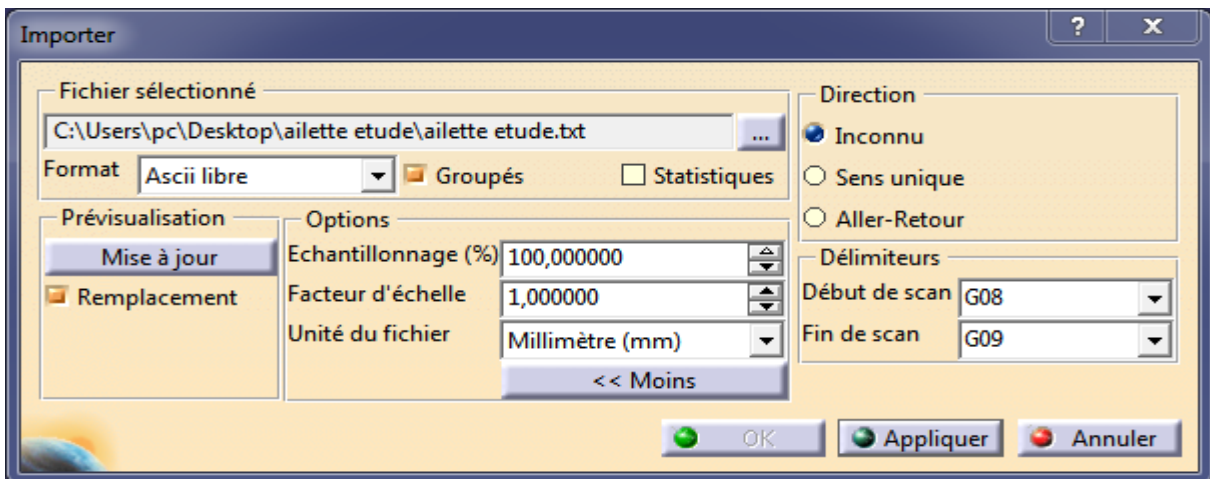 Importer
?
X
Fichier sélectionné
C:\Users\pc\Desktop\ailette etude\ailette etude.txt
...
Format
Ascii libre
Groupés
Statistiques
Direction
Inconnu
Sens unique
Aller-Retour
Prévisualisation
Mise à jour
Remplacement
Options
Echantillonnage (%)
100,000000
Facteur d'échelle
1,000000
Unité du fichier
Millimètre (mm)
<< Moins
Délimiteurs
Début de scan
G08
Fin de scan
G09
OK
Appliquer
Annuler